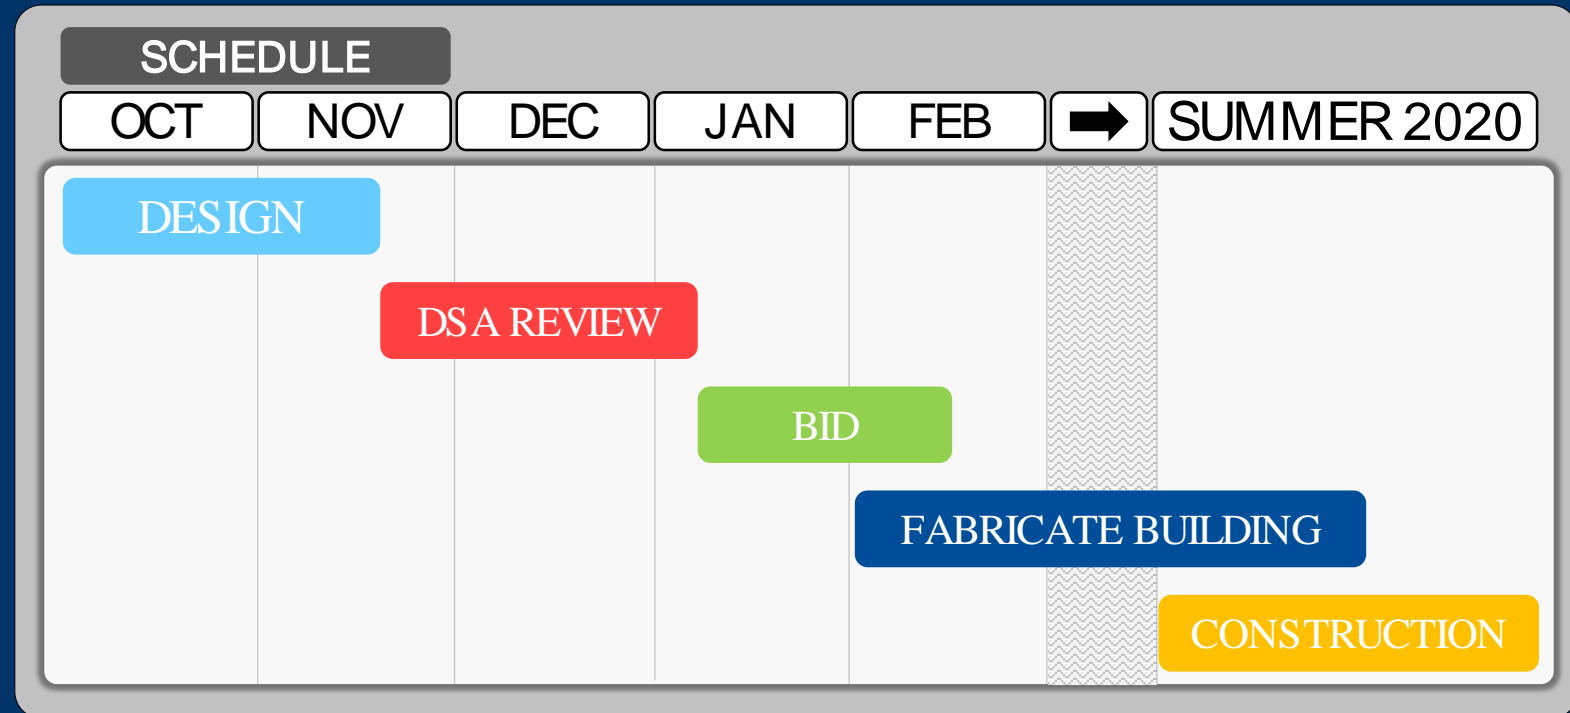 SCHEDULE
OCT NOV DEC JAN FEB SUMMER 2020
DESIGN
DSA REVIEW
BID
FABRICATE BUILDING
CONSTRUCTION